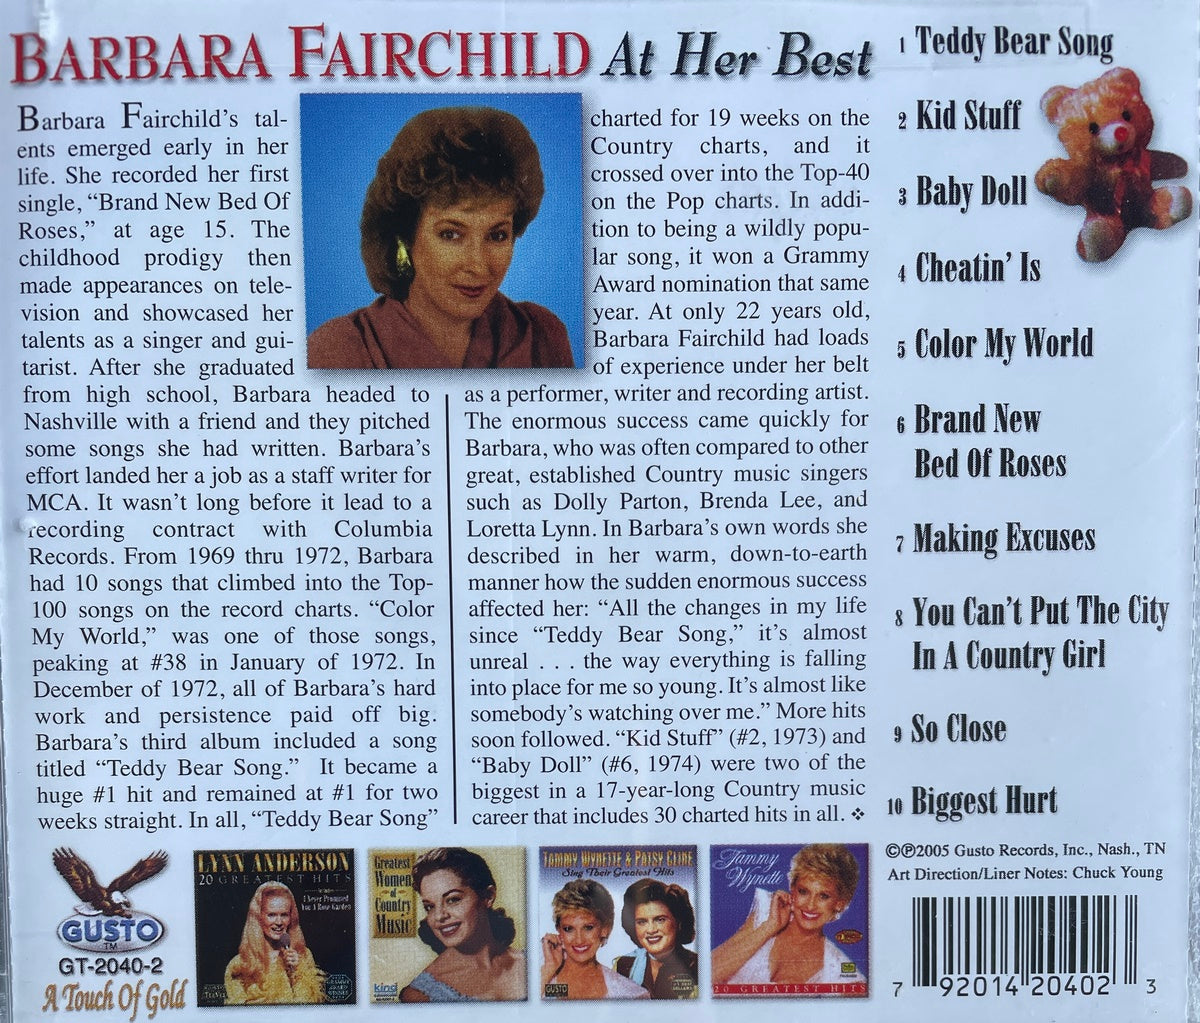 BARBARA FAIRCHILD At Her Best
Barbara Fairchild's tal-
ents emerged early in her
life. She recorded her first
single, “Brand New Bed Of
Roses,” at age 15. The
childhood prodigy then
made appearances on tele-
vision and showcased her
talents as a singer and gui-
tarist. After she graduated
from high school, Barbara headed to
Nashville with a friend and they pitched
some songs she had written. Barbara's
effort landed her a job as a staff writer for
MCA. It wasn't long before it lead to a
recording contract with Columbia
Records. From 1969 thru 1972, Barbara
had 10 songs that climbed into the Top-
100 songs on the record charts. “Color
My World,” was one of those songs,
peaking at #38 in January of 1972. In
December of 1972, all of Barbara's hard
work and persistence paid off big.
Barbara's third album included a song
titled “Teddy Bear Song.” It became a
huge #1 hit and remained at #1 for two
weeks straight. In all, “Teddy Bear Song”
charted for 19 weeks on the
Country charts, and it
crossed over into the Top-40
on the Pop charts. In addi-
tion to being a wildly popu-
lar song, it won a Grammy
Award nomination that same
year. At only 22 years old,
Barbara Fairchild had loads
of experience under her belt
as a performer, writer and recording artist.
The enormous success came quickly for
Barbara, who was often compared to other
great, established Country music singers
such as Dolly Parton, Brenda Lee, and
Loretta Lynn. In Barbara's own words she
described in her warm, down-to-earth
manner how the sudden enormous success
affected her: “All the changes in my life
since “Teddy Bear Song,” it's almost
unreal . . . the way everything is falling
into place for me so young. It's almost like
somebody's watching over me.” More hits
soon followed. “Kid Stuff” (#2, 1973) and
“Baby Doll” (#6, 1974) were two of the
biggest in a 17-year-long Country music
career that includes 30 charted hits in all. ❖
1 Teddy Bear Song
2 Kid Stuff
3 Baby Doll
4 Cheatin' Is
5 Color My World
6 Brand New
Bed Of Roses
7 Making Excuses
8 You Can't Put The City
In A Country Girl
9 So Close
10 Biggest Hurt
©℗2005 Gusto Records, Inc., Nash., TN
Art Direction/Liner Notes: Chuck Young
GUSTO
TM
GT-2040-2
A Touch Of Gold
LYNN ANDERSON
20 GREATEST HITS
Includes
I Never Promised
You A Rose Garden
Greatest
Women
of
Country
Music
kind
TAMMY WYNETTE & PATSY CLINE
Sing Their Greatest Hits
GUSTO
Tammy
Wynette
20 GREATEST HITS
7 92014 20402 3